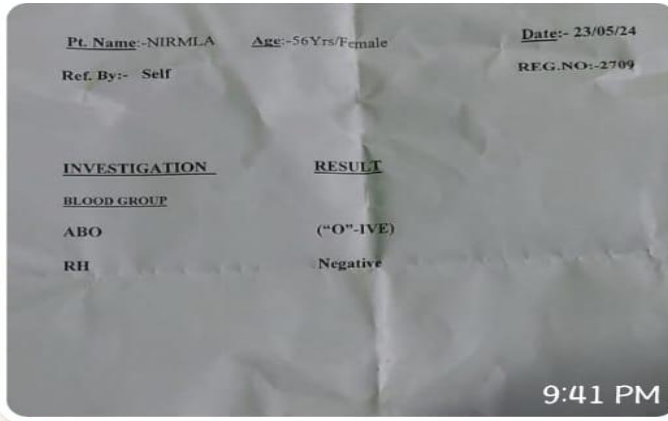 Pt. Name:-NIRMLA Age:-56Yrs/Female Date:- 23/05/24
Ref. By:- Self REG.NO:-2709
INVESTIGATION RESULT
BLOOD GROUP
ABO ("O"-IVE)
RH Negative
9:41 PM